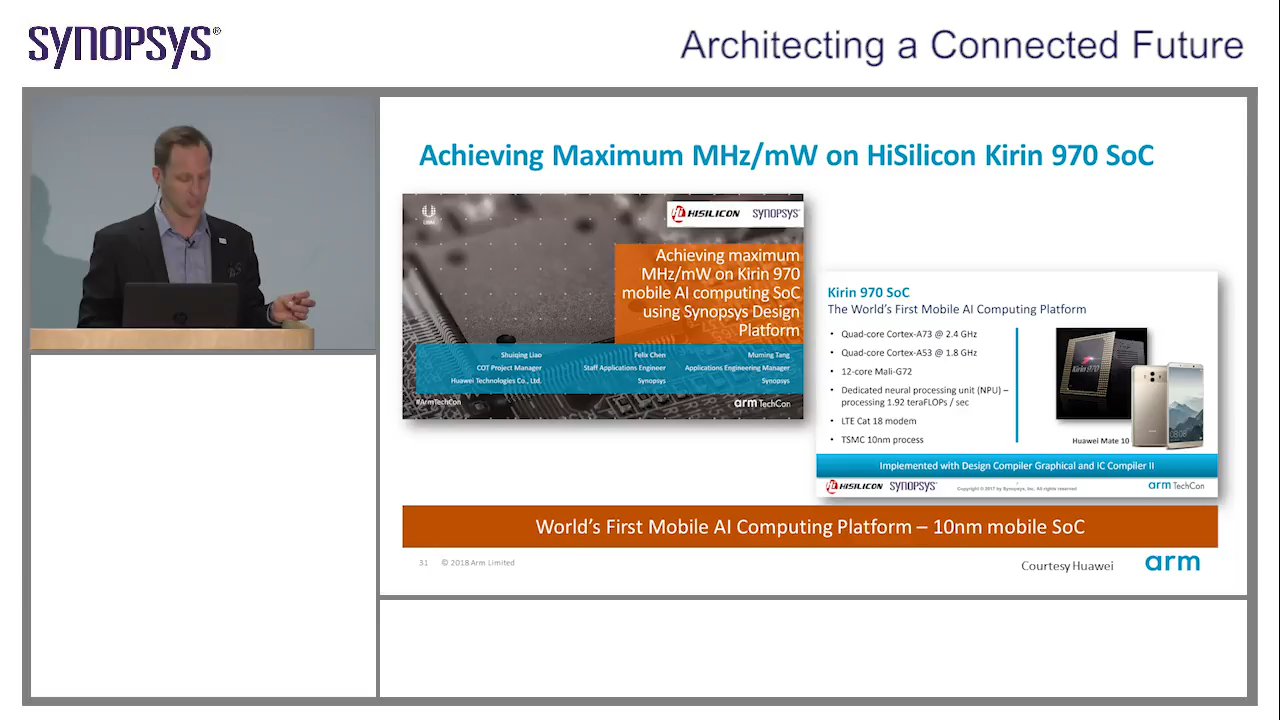 SYNOPSYS®
Architecting a Connected Future
Achieving Maximum MHz/mW on HiSilicon Kirin 970 SoC
HISILICON SYNOPSYS®
Achieving maximum
MHz/mW on Kirin 970
mobile AI computing SoC
using Synopsys Design
Platform
Shuiqing Liao Felix Chen Muming Tang
COT Project Manager Staff Applications Engineer Applications Engineering Manager
Huawei Technologies Co., Ltd. Synopsys Synopsys
#ArmTechCon arm TechCon
Kirin 970 SoC
The World's First Mobile AI Computing Platform
• Quad-core Cortex-A73 @ 2.4 GHz
• Quad-core Cortex-A53 @ 1.8 GHz
• 12-core Mali-G72
• Dedicated neural processing unit (NPU) –
processing 1.92 teraFLOPs / sec
• LTE Cat 18 modem
• TSMC 10nm process
Kirin 970
08:08
Huawei Mate 10
Implemented with Design Compiler Graphical and IC Compiler II
HISILICON SYNOPSYS® Copyright © 2017 by Synopsys, Inc. All rights reserved arm TechCon
World's First Mobile AI Computing Platform – 10nm mobile SoC
31 © 2018 Arm Limited
Courtesy Huawei arm